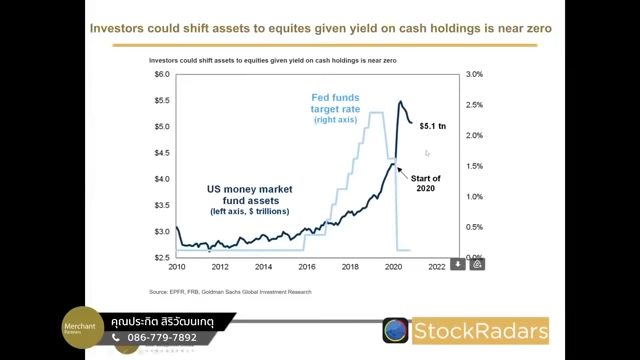 Investors could shift assets to equites given yield on cash holdings is near zero
Investors could shift assets to equities given yield on cash holdings is near zero
$6.0
$5.5
$5.0
$4.5
$4.0
$3.5
$3.0
$2.5
3.0%
2.5%
2.0%
1.5%
1.0%
0.5%
0.0%
Fed funds
target rate
(right axis)
$5.1 tn
Start of
2020
US money market
fund assets
(left axis, $ trillions)
2010 2012 2014 2016 2018 2020 2022
Source: EPFR, FRB, Goldman Sachs Global Investment Research
Merchant
Partners
คุณประกิต สิริวัฒนเกตุ
086-779-7892
StockRadars